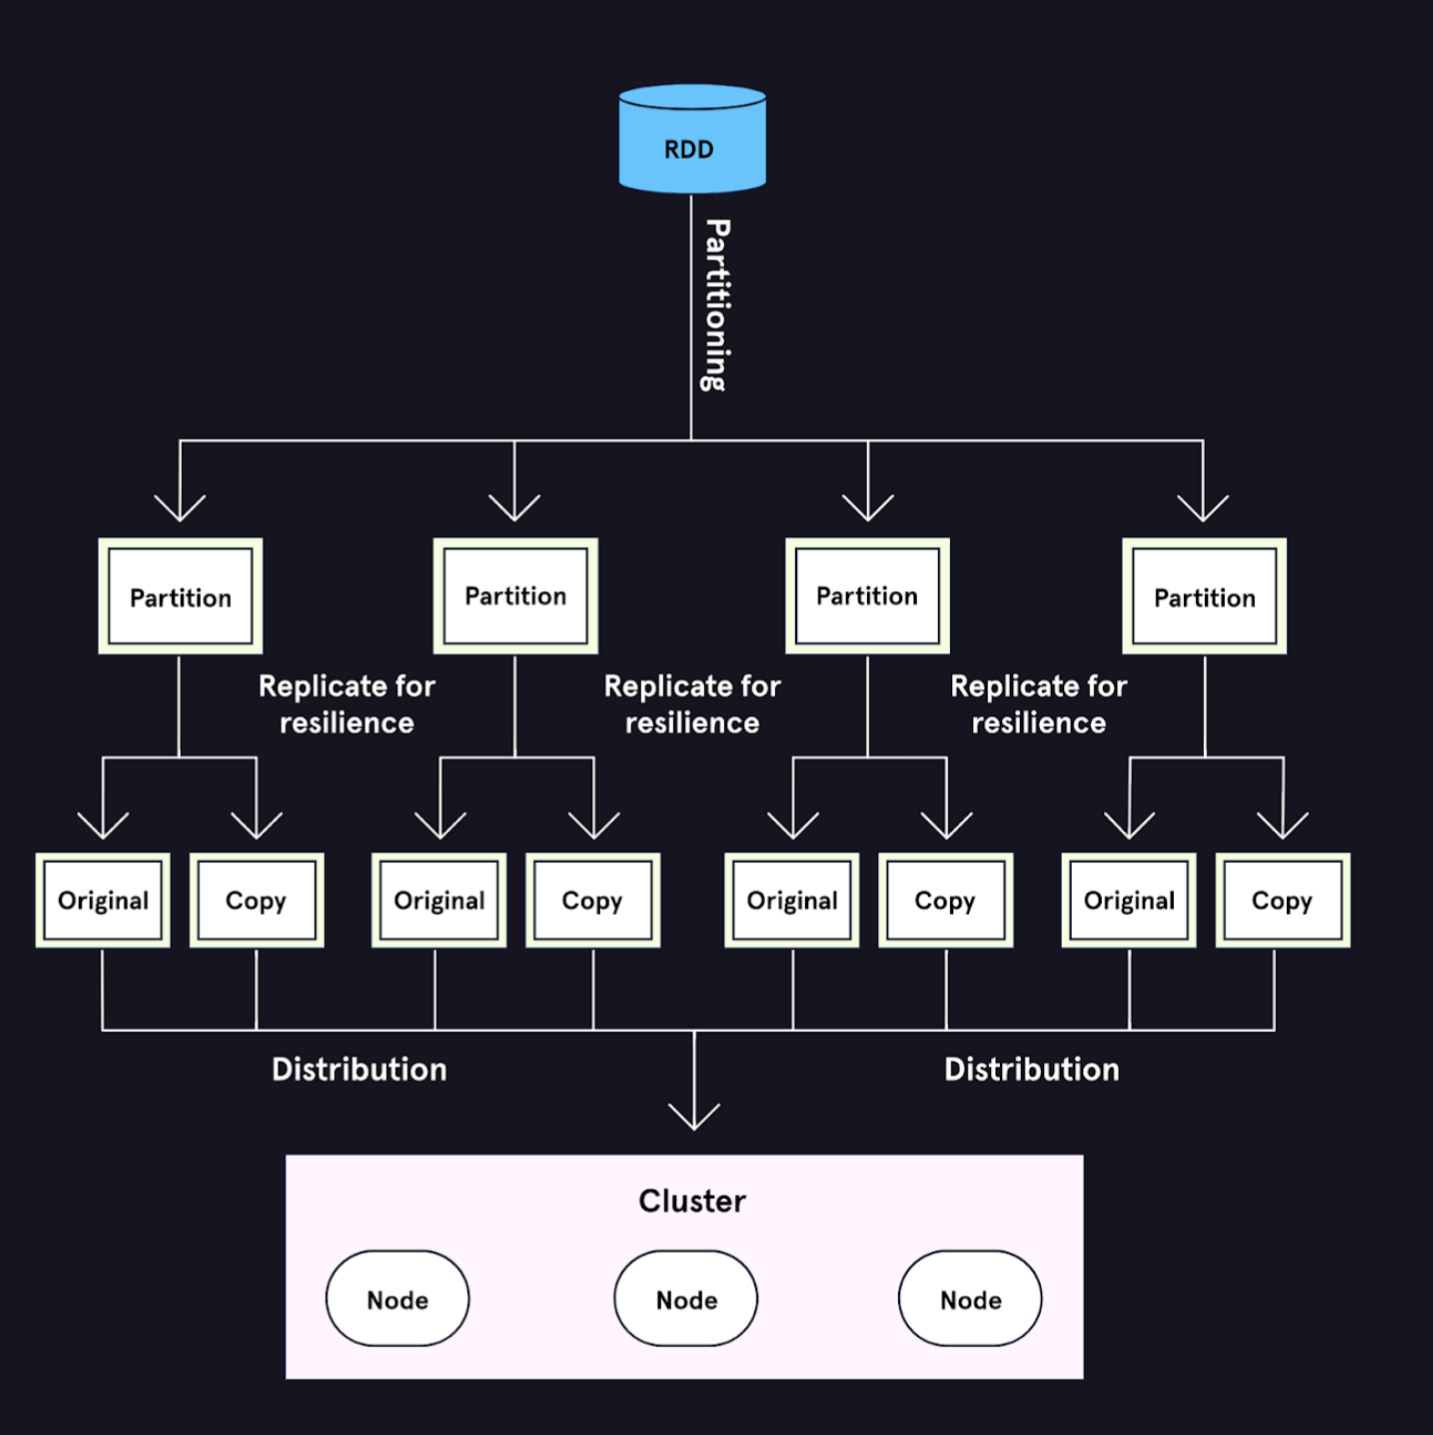 RDD
Partitioning
Partition
Partition
Partition
Partition
Replicate for
resilience
Replicate for
resilience
Replicate for
resilience
Original
Copy
Original
Copy
Original
Copy
Original
Copy
Distribution
Distribution
Cluster
Node
Node
Node